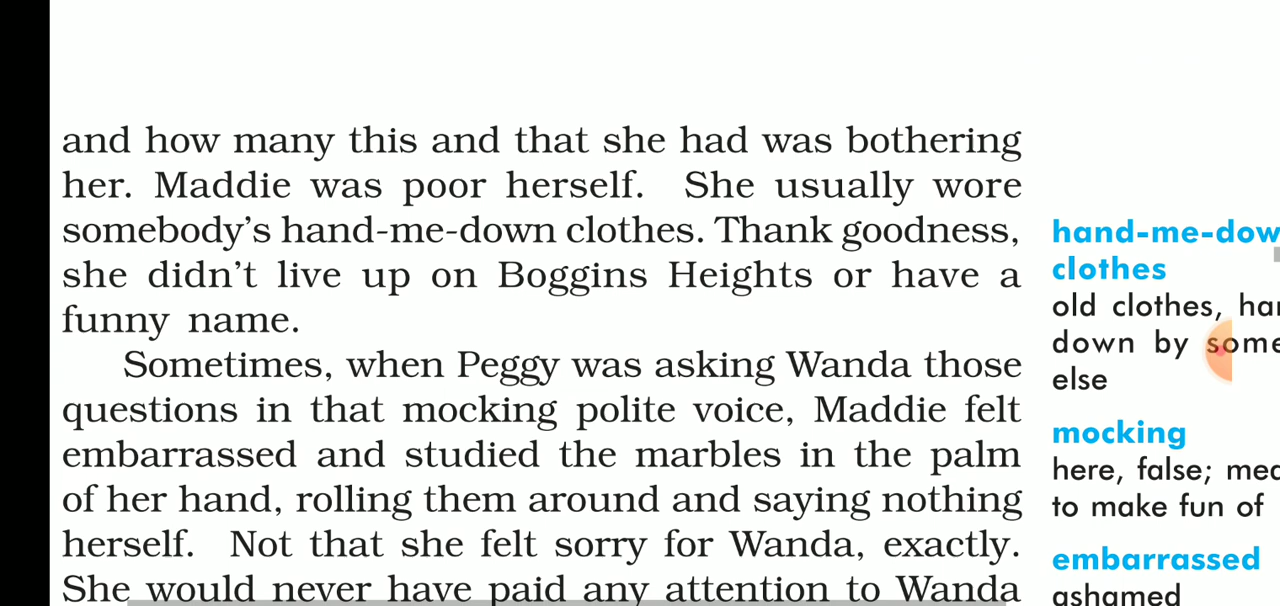 and how many this and that she had was bothering
her. Maddie was poor herself. She usually wore
somebody's hand-me-down clothes. Thank goodness,
she didn't live up on Boggins Heights or have a
funny name.
Sometimes, when Peggy was asking Wanda those
questions in that mocking polite voice, Maddie felt
embarrassed and studied the marbles in the palm
of her hand, rolling them around and saying nothing
herself. Not that she felt sorry for Wanda, exactly.
She would never have paid any attention to Wanda
hand-me-dow
clothes
old clothes,
down by
else
mocking
here, false;
to make fun of
embarrassed
ashamed